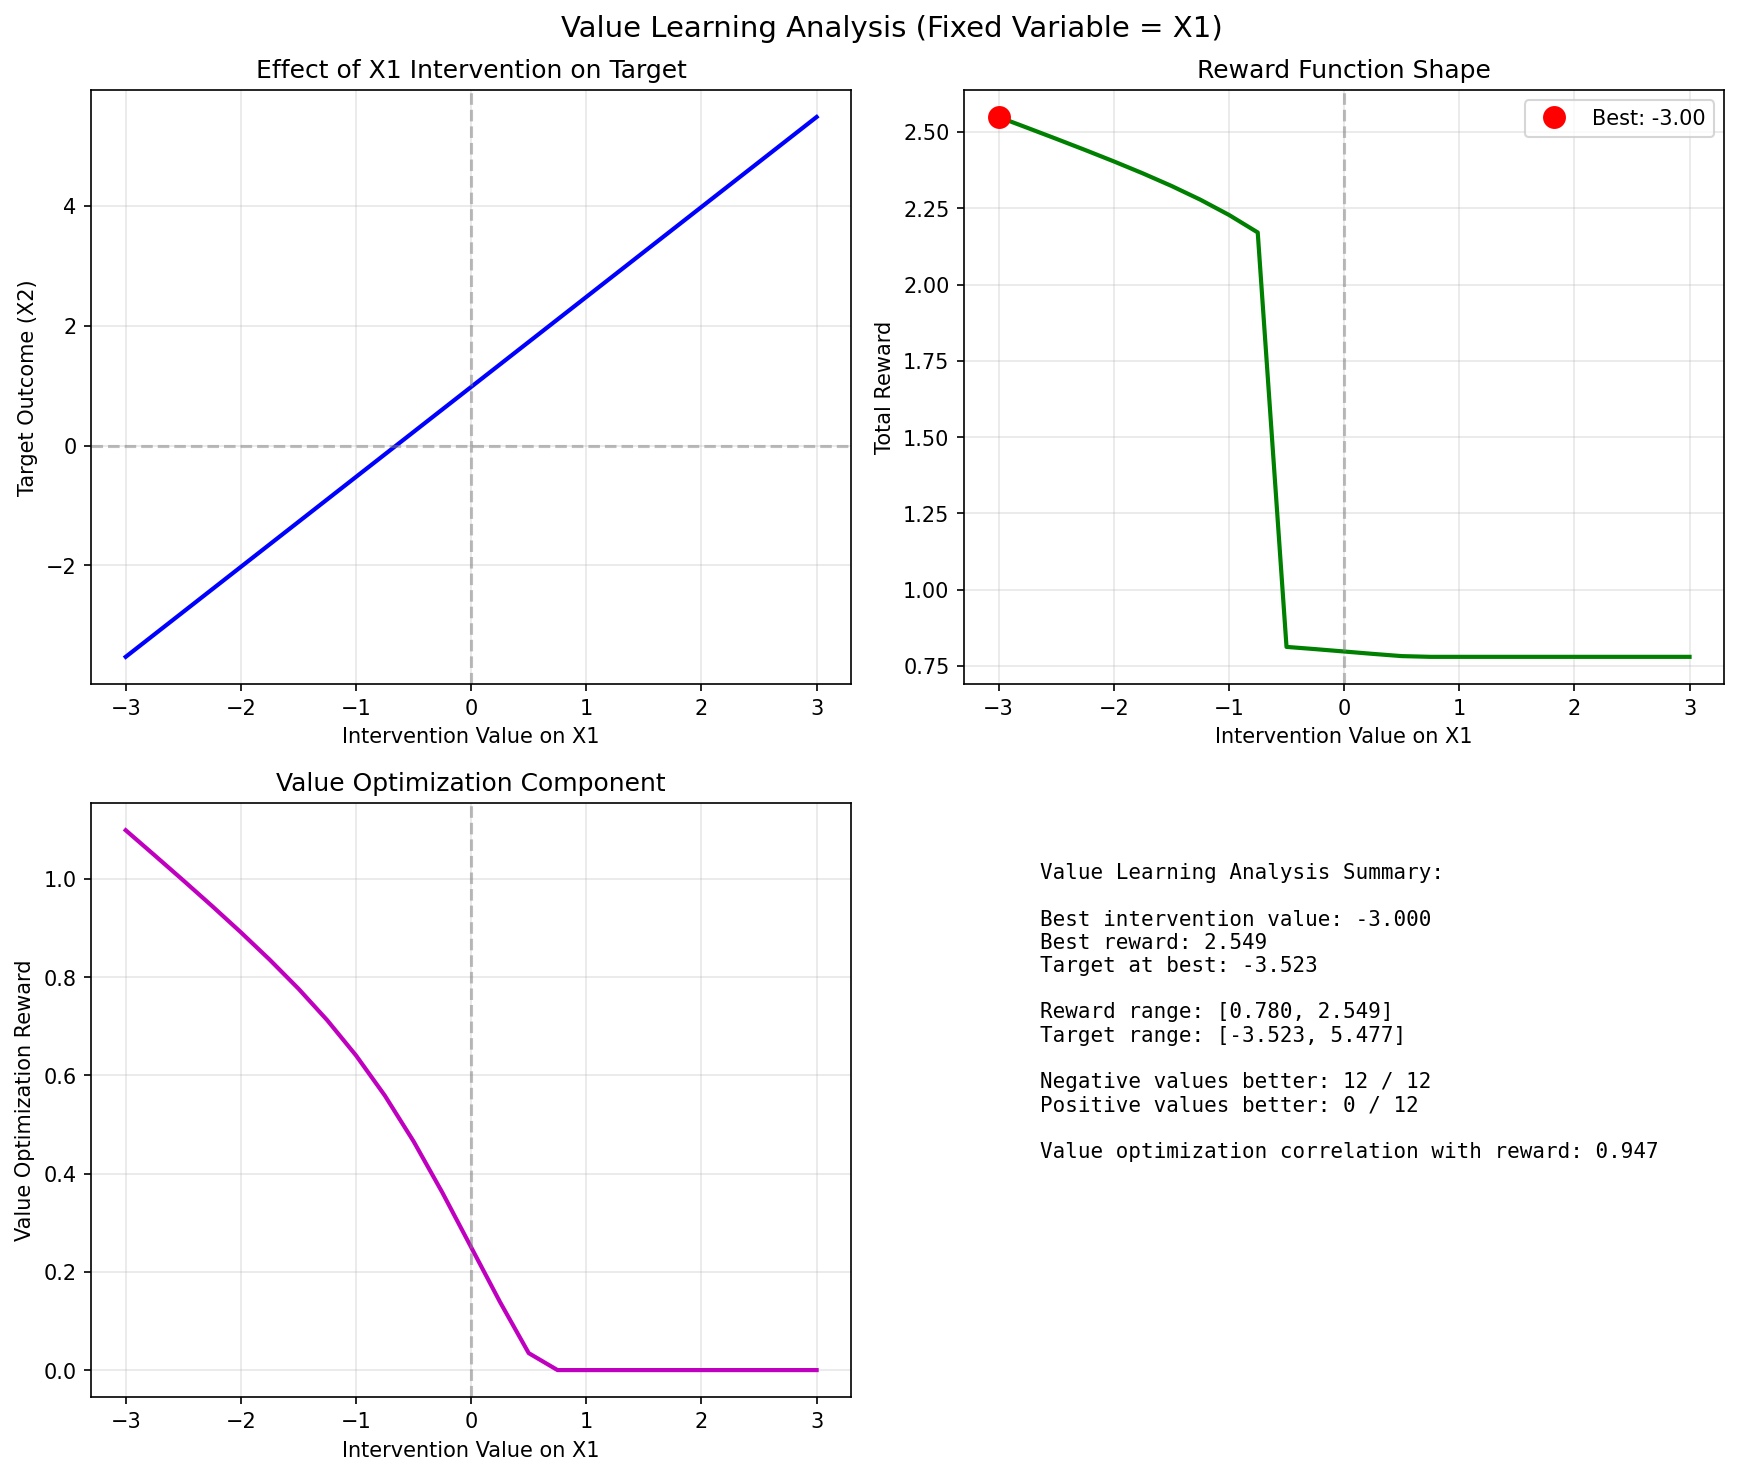 Value Learning Analysis (Fixed Variable = X1)
Effect of X1 Intervention on Target
Target Outcome (X2)
4
2
0
−2
−3
−2
−1
0
1
2
3
Intervention Value on X1
Reward Function Shape
Best: -3.00
Total Reward
2.50
2.25
2.00
1.75
1.50
1.25
1.00
0.75
−3
−2
−1
0
1
2
3
Intervention Value on X1
Value Optimization Component
Value Optimization Reward
1.0
0.8
0.6
0.4
0.2
0.0
−3
−2
−1
0
1
2
3
Intervention Value on X1
Value Learning Analysis Summary:
Best intervention value: -3.000
Best reward: 2.549
Target at best: -3.523
Reward range: [0.780, 2.549]
Target range: [-3.523, 5.477]
Negative values better: 12 / 12
Positive values better: 0 / 12
Value optimization correlation with reward: 0.947